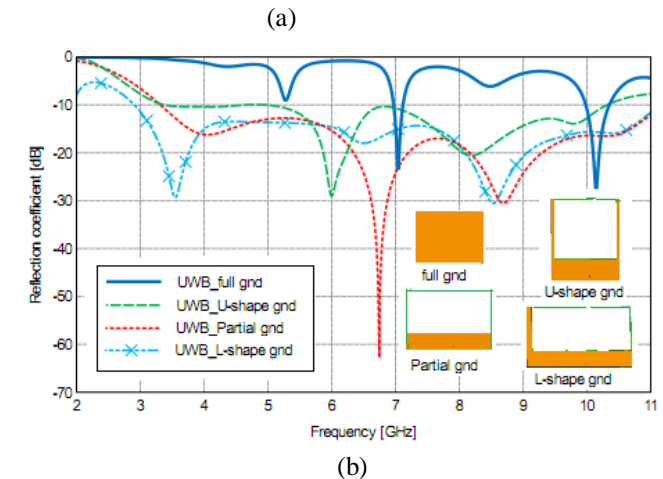 (a)
0
-10
-20
-30
-40
-50
-60
-70
Reflection coefficient [dB]
UWB_full gnd
UWB_U-shape gnd
UWB_Partial gnd
UWB_L-shape gnd
full gnd
U-shape gnd
Partial gnd
L-shape gnd
2 3 4 5 6 7 8 9 10 11
Frequency [GHz]
(b)